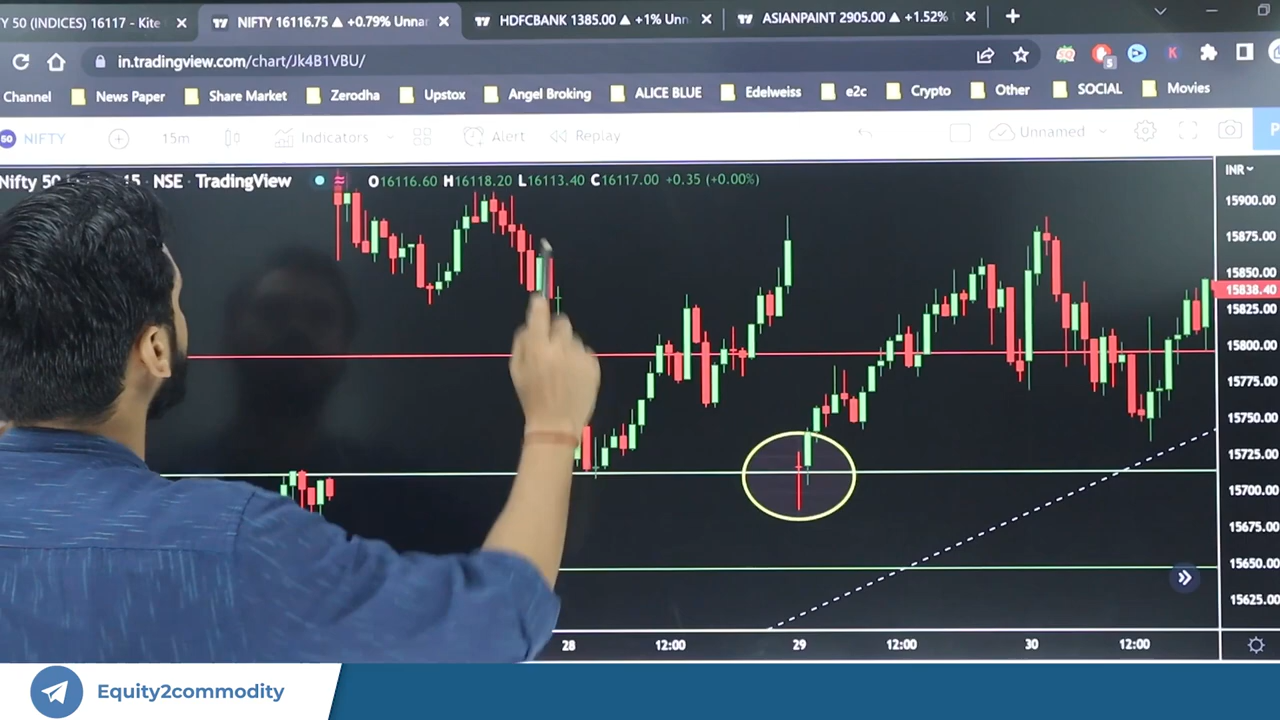 Y 50 (INDICES) 16117 - Kite
NIFTY 16116.75 ▲ +0.79% Unnar
HDFCBANK 1385.00 ▲ +1% Unn
ASIANPAINT 2905.00 ▲ +1.52%
in.tradingview.com/chart/Jk4B1VBU/
Channel News Paper Share Market Zerodha Upstox Angel Broking ALICE BLUE Edelweiss e2c Crypto Other SOCIAL Movies
50 NIFTY 15m Indicators Alert Replay Unnamed P
Nifty 50 15 · NSE · TradingView O16116.60 H16118.20 L16113.40 C16117.00 +0.35 (+0.00%)
INR
15900.00
15875.00
15850.00
15838.40
15825.00
15800.00
15775.00
15750.00
15725.00
15700.00
15675.00
15650.00
15625.00
28 12:00 29 12:00 30 12:00
Equity2commodity